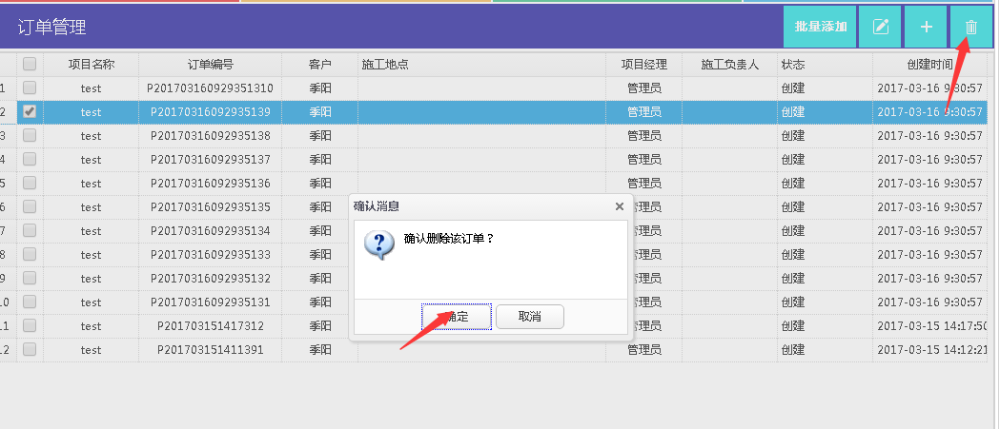 订单管理
批量添加
项目名称 订单编号 客户 施工地点 项目经理 施工负责人 状态 创建时间
1 test P201703160929351310 季阳 管理员 创建 2017-03-16 9:30:57
2 test P20170316092935139 季阳 管理员 创建 2017-03-16 9:30:57
3 test P20170316092935138 季阳 管理员 创建 2017-03-16 9:30:57
4 test P20170316092935137 季阳 管理员 创建 2017-03-16 9:30:57
5 test P20170316092935136 季阳 管理员 创建 2017-03-16 9:30:57
6 test P20170316092935135 季阳 管理员 创建 2017-03-16 9:30:57
7 test P20170316092935134 季阳 管理员 创建 2017-03-16 9:30:57
8 test P20170316092935133 季阳 管理员 创建 2017-03-16 9:30:57
9 test P20170316092935132 季阳 管理员 创建 2017-03-16 9:30:57
10 test P20170316092935131 季阳 管理员 创建 2017-03-16 9:30:57
11 test P201703151417312 季阳 管理员 创建 2017-03-15 14:17:50
12 test P201703151411391 季阳 管理员 创建 2017-03-15 14:12:21
确认消息
确认删除该订单？
确定 取消